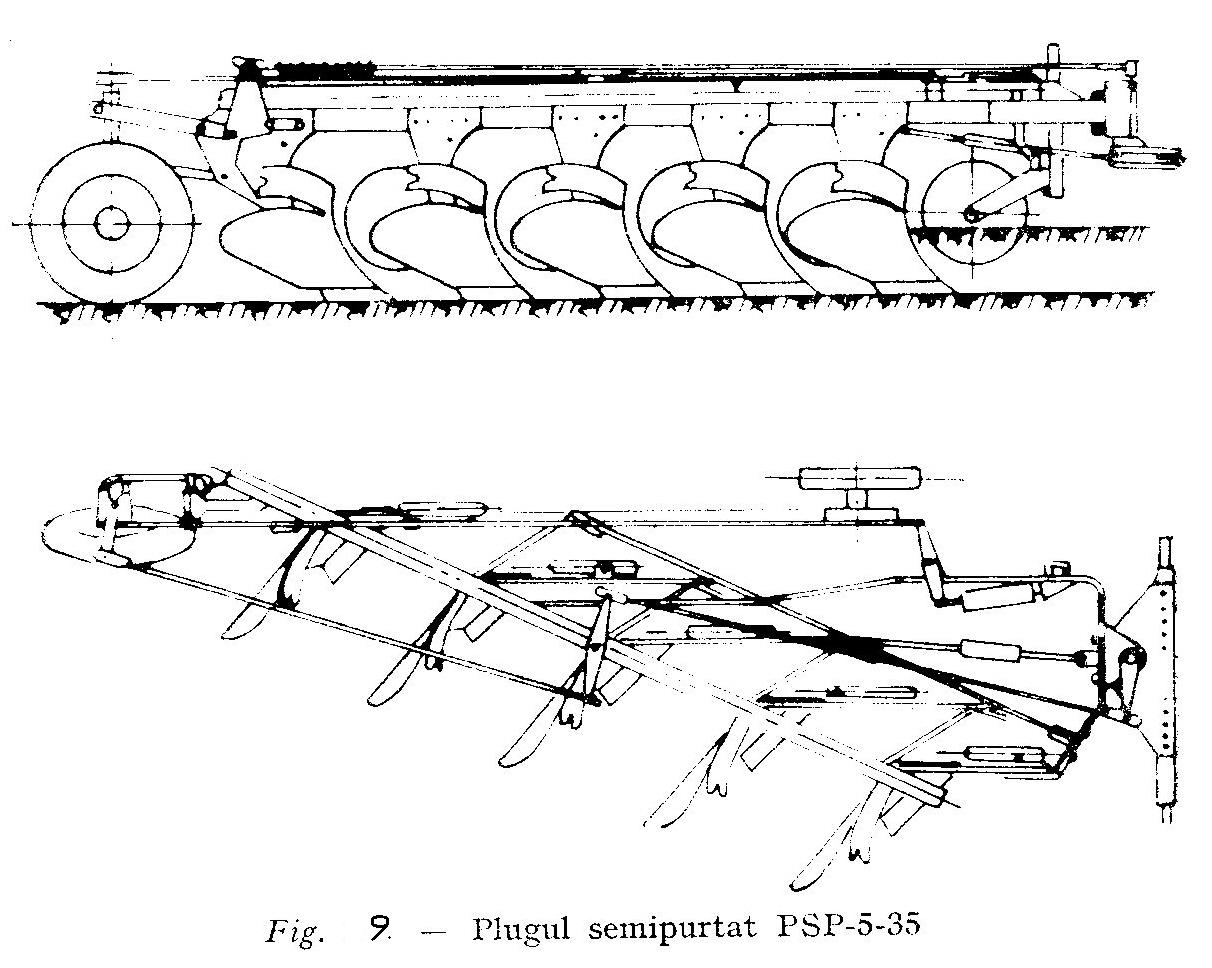 Fig. 9. — Plugul semipurtat PSP-5-35